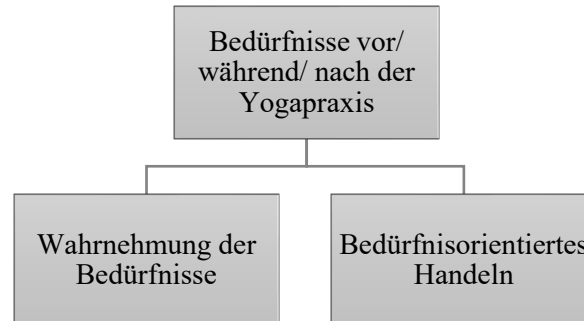 Bedürfnisse vor/
während/ nach der
Yogapraxis
Wahrnehmung der
Bedürfnisse
Bedürfnisorientiertes
Handeln